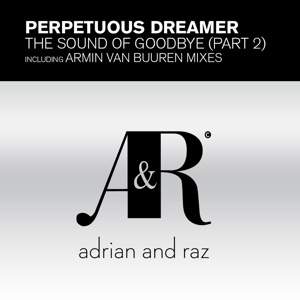 PERPETUOUS DREAMER
THE SOUND OF GOODBYE (PART 2)
INCLUDING ARMIN VAN BUUREN MIXES
A&R©
adrian and raz